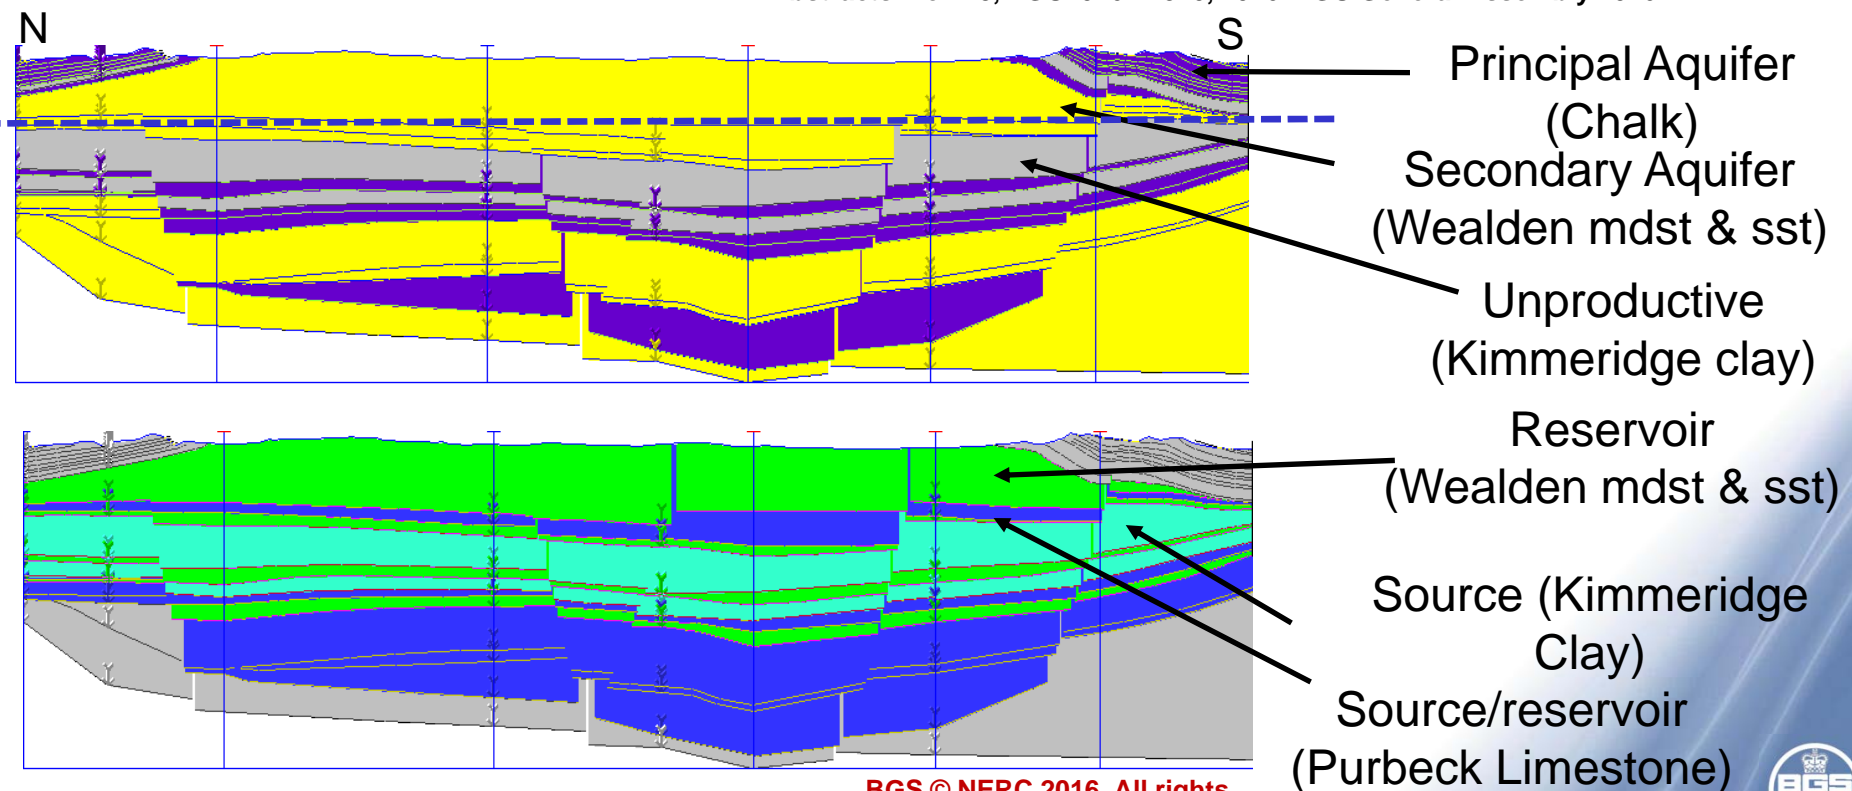 N
S
Principal Aquifer
(Chalk)
Secondary Aquifer
(Wealden mdst & sst)
Unproductive
(Kimmeridge clay)
Reservoir
(Wealden mdst & sst)
Source (Kimmeridge
Clay)
Source/reservoir
(Purbeck Limestone)
BGS © NERC 2016. All rights
BGS